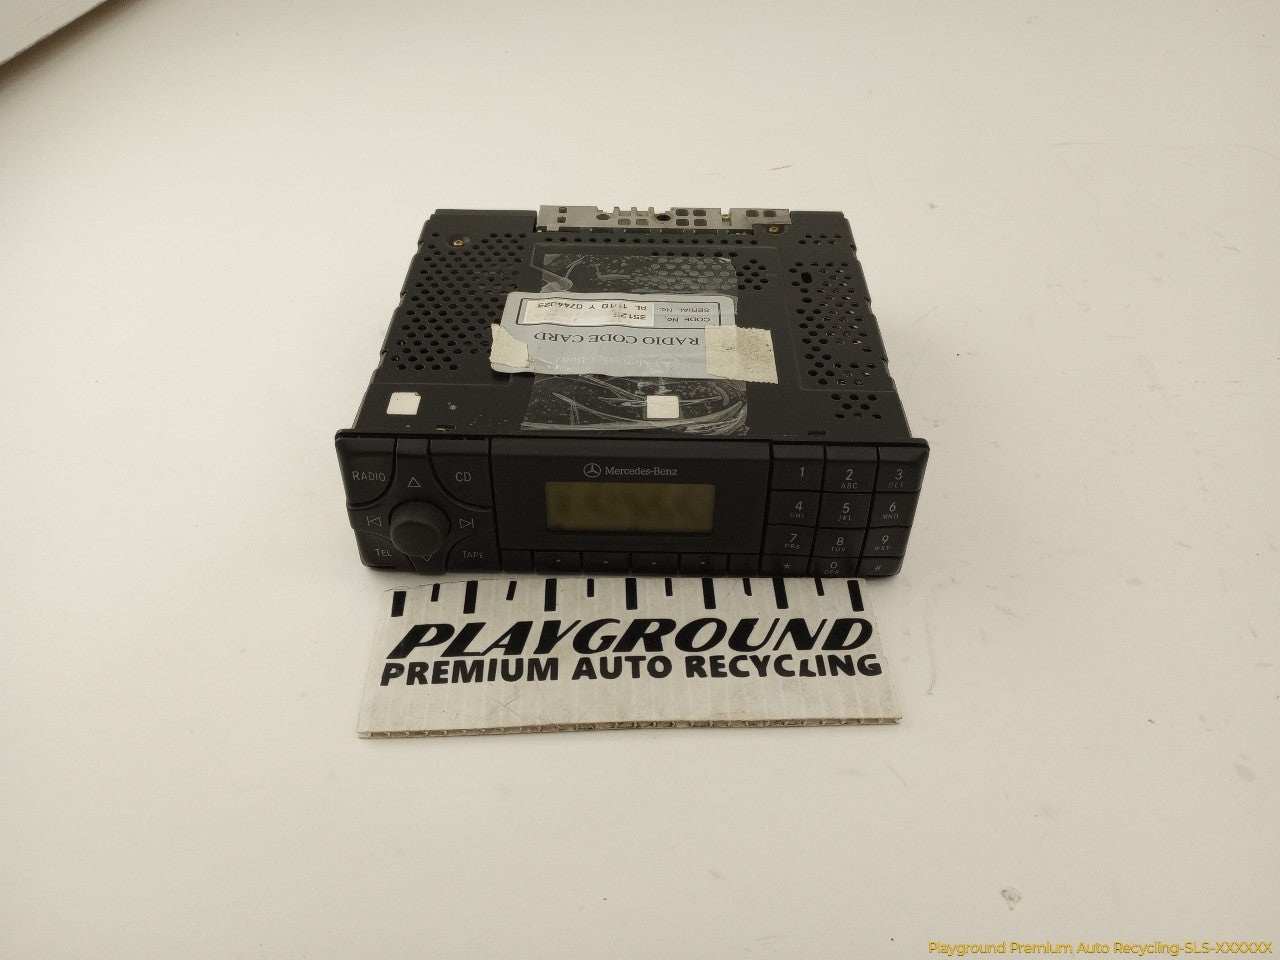 RADIO CODE CARD
CODE No.
SERIAL No.
Mercedes-Benz
RADIO
CD
TEL
TAPE
1
2 ABC
3 DEF
4 GHI
5 JKL
6 MNO
7 PRS
8 TUV
9 WXY
*
0 OPR
#
PLAYGROUND
PREMIUM AUTO RECYCLING
Playground Premium Auto Recycling-SLS-XXXXXX